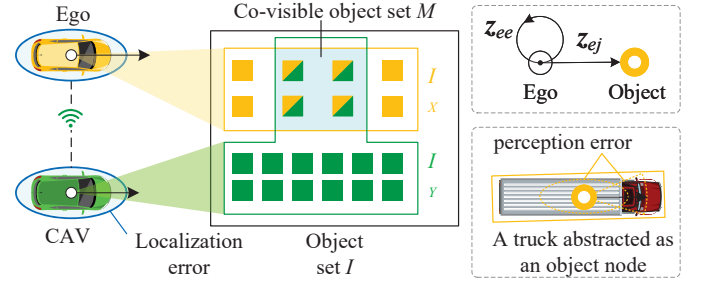 Ego
CAV
Localization
error
Co-visible object set M
I
X
I
Y
Object
set I
z_ee
z_ej
Ego
Object
perception error
A truck abstracted as
an object node